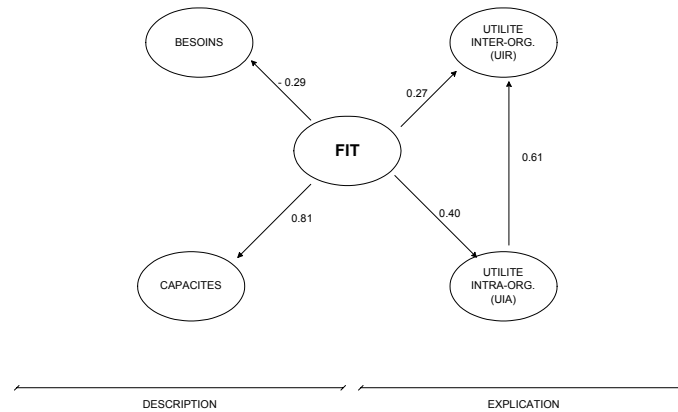 BESOINS
UTILITE
INTER-ORG.
(UIR)
- 0.29
0.27
FIT
0.61
0.81
0.40
CAPACITES
UTILITE
INTRA-ORG.
(UIA)
DESCRIPTION
EXPLICATION